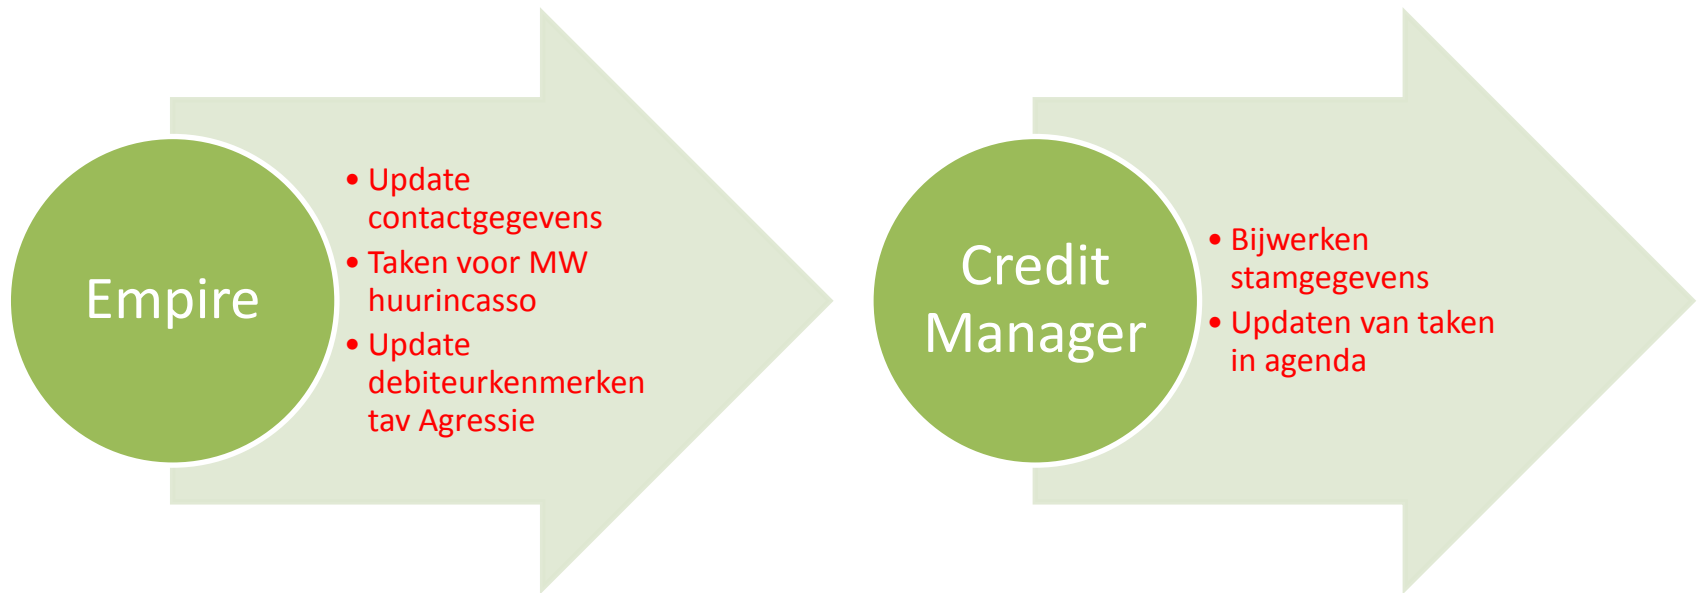 Empire
• Update
contactgegevens
• Taken voor MW
huurincasso
• Update
debiteurkenmerken
tav Agressie
Credit
Manager
• Bijwerken
stamgegevens
• Updaten van taken
in agenda